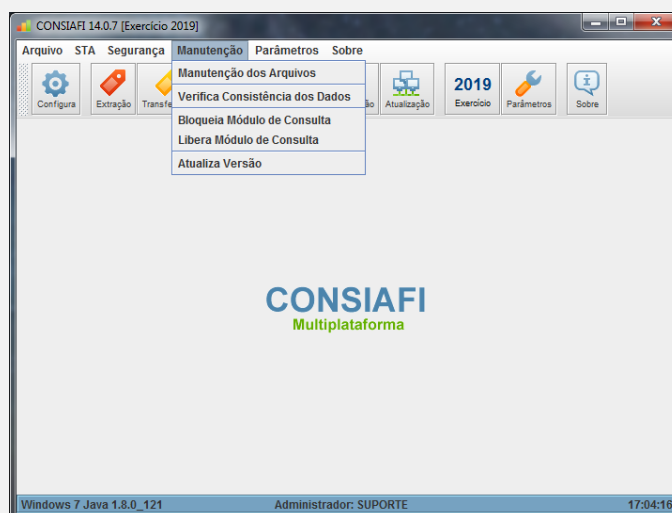 CONSIAFI 14.0.7 [Exercício 2019]
Arquivo STA Segurança Manutenção Parâmetros Sobre
Manutenção dos Arquivos
Verifica Consistência dos Dados
Bloqueia Módulo de Consulta
Libera Módulo de Consulta
Atualiza Versão
Configura Extração Atualização 2019 Exercício Parâmetros Sobre
CONSIAFI
Multiplataforma
Windows 7 Java 1.8.0_121 Administrador: SUPORTE 17:04:16